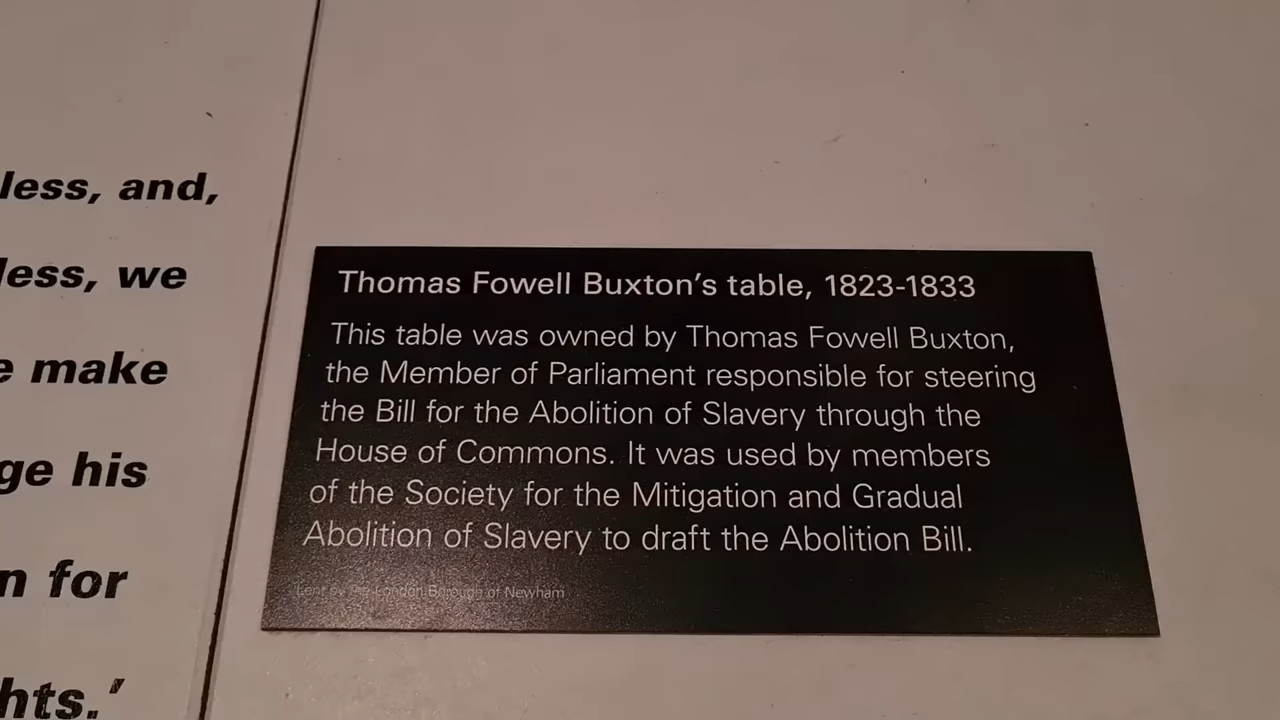 less, and,
less, we
make
his
for
Thomas Fowell Buxton's table, 1823-1833
This table was owned by Thomas Fowell Buxton,
the Member of Parliament responsible for steering
the Bill for the Abolition of Slavery through the
House of Commons. It was used by members
of the Society for the Mitigation and Gradual
Abolition of Slavery to draft the Abolition Bill.
Lent by the London Borough of Newham